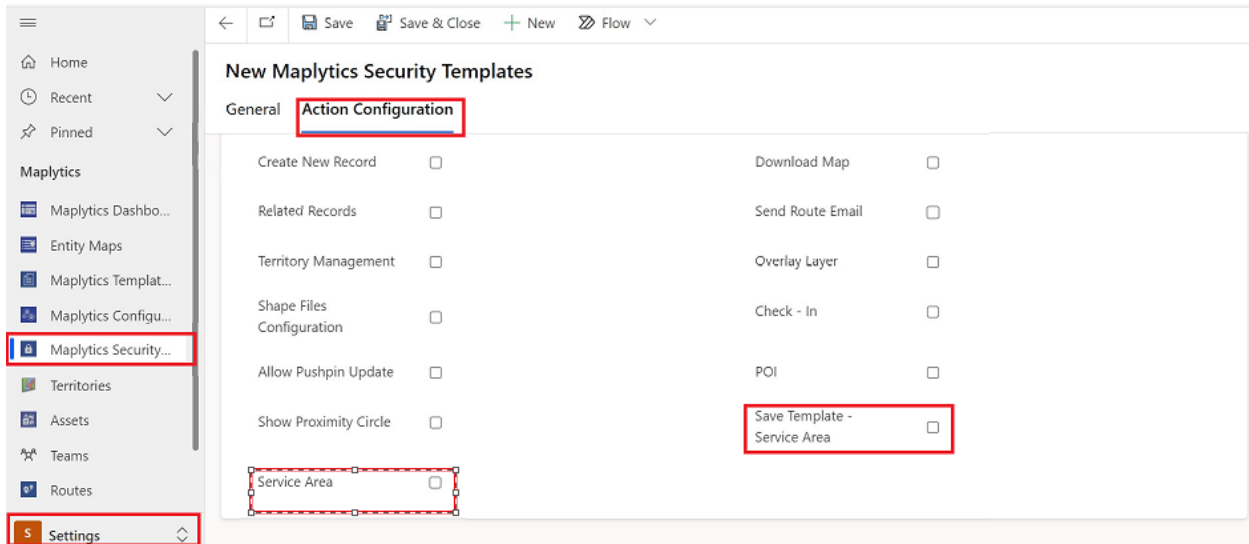 Save
Save & Close
New
Flow
Home
Recent
Pinned
Maplytics
Maplytics Dashbo...
Entity Maps
Maplytics Templat...
Maplytics Configu...
Maplytics Security...
Territories
Assets
Teams
Routes
S Settings
New Maplytics Security Templates
General Action Configuration
Create New Record
Related Records
Territory Management
Shape Files
Configuration
Allow Pushpin Update
Show Proximity Circle
Service Area
Download Map
Send Route Email
Overlay Layer
Check - In
POI
Save Template -
Service Area